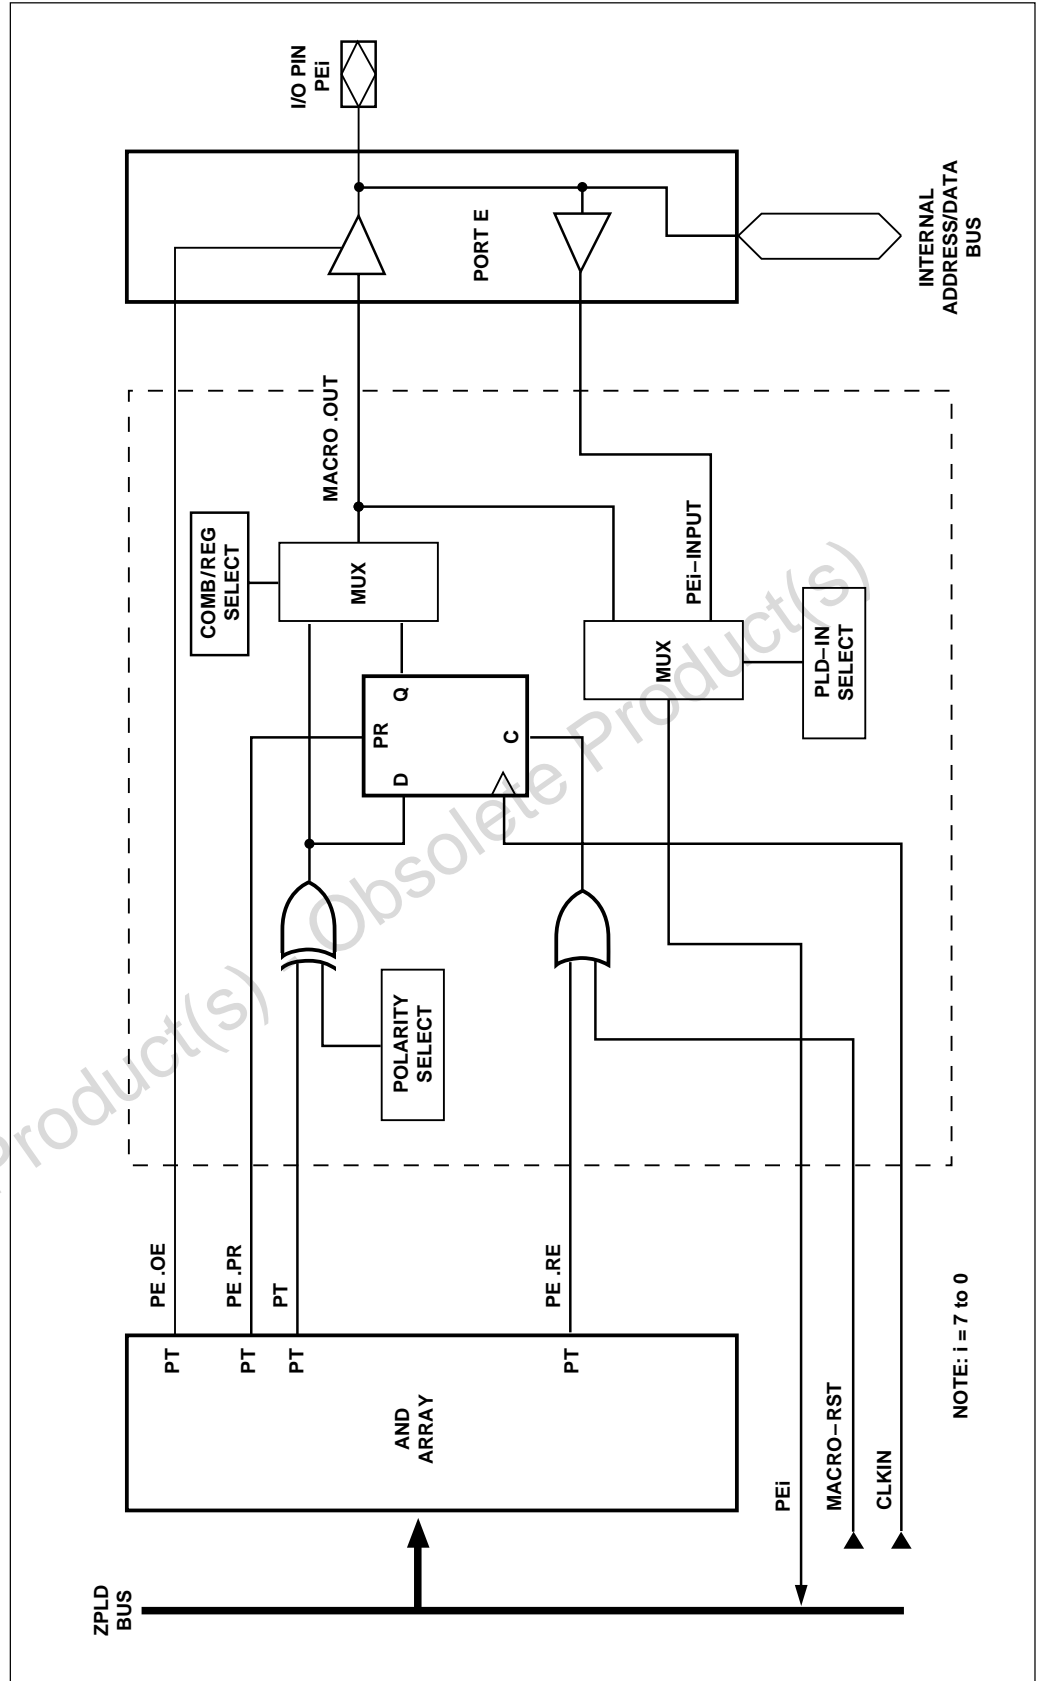 I/O PIN
PEi
PORT E
INTERNAL
ADDRESS/DATA
BUS
MACRO .OUT
COMB/REG
SELECT
MUX
PEi–INPUT
MUX
PLD–IN
SELECT
PR
Q
D
C
POLARITY
SELECT
PE .OE
PE .PR
PT
PE .RE
PT
PT
PT
PT
AND
ARRAY
PEi
MACRO–RST
CLKIN
NOTE: i = 7 to 0
ZPLD
BUS
Product(s) - Obsolete Product(s)